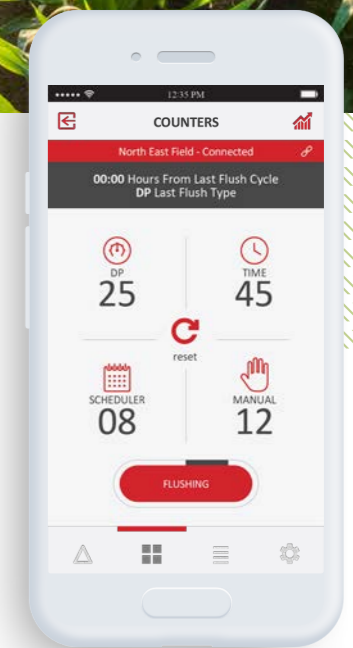 12:35 PM
COUNTERS
North East Field - Connected
00:00 Hours From Last Flush Cycle
DP Last Flush Type
DP
25
TIME
45
reset
SCHEDULER
08
MANUAL
12
FLUSHING